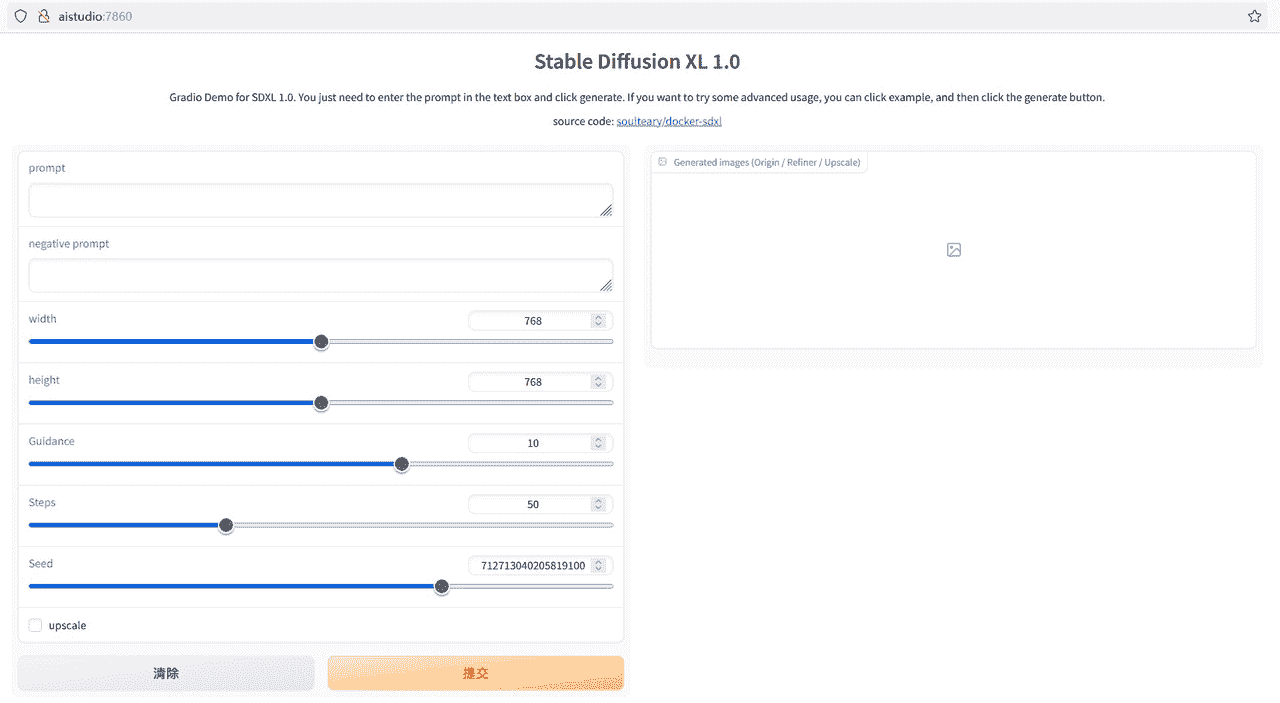 aistudio:7860
Stable Diffusion XL 1.0
Gradio Demo for SDXL 1.0. You just need to enter the prompt in the text box and click generate. If you want to try some advanced usage, you can click example, and then click the generate button.
source code: soulteary/docker-sdxl
prompt
negative prompt
width
768
height
768
Guidance
10
Steps
50
Seed
712713040205819100
upscale
清除
提交
Generated images (Origin / Refiner / Upscale)